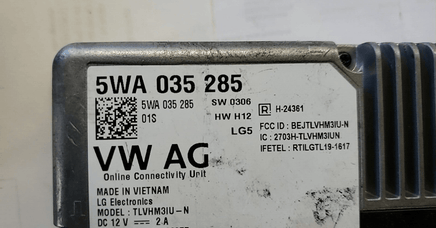 5WA 035 285
5WA 035 285
01S
SW 0306
HW H12
LG5
R H-24361
FCC ID : BEJTLVHM3IU-N
IC : 2703H-TLVHM3IUN
IFETEL : RTILGTL19-1617
VW AG
Online Connectivity Unit
MADE IN VIETNAM
LG Electronics
MODEL : TLVHM3IU-N
DC 12 V 2 A